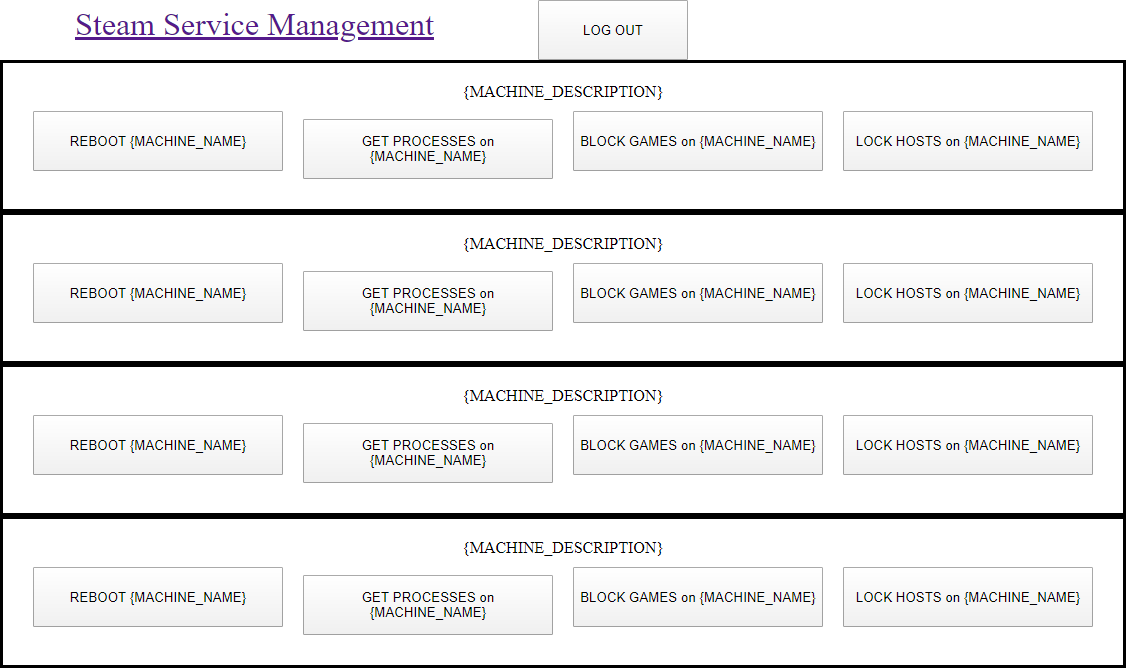 Steam Service Management
LOG OUT
{MACHINE_DESCRIPTION}
REBOOT {MACHINE_NAME}
GET PROCESSES on
{MACHINE_NAME}
BLOCK GAMES on {MACHINE_NAME}
LOCK HOSTS on {MACHINE_NAME}
{MACHINE_DESCRIPTION}
REBOOT {MACHINE_NAME}
GET PROCESSES on
{MACHINE_NAME}
BLOCK GAMES on {MACHINE_NAME}
LOCK HOSTS on {MACHINE_NAME}
{MACHINE_DESCRIPTION}
REBOOT {MACHINE_NAME}
GET PROCESSES on
{MACHINE_NAME}
BLOCK GAMES on {MACHINE_NAME}
LOCK HOSTS on {MACHINE_NAME}
{MACHINE_DESCRIPTION}
REBOOT {MACHINE_NAME}
GET PROCESSES on
{MACHINE_NAME}
BLOCK GAMES on {MACHINE_NAME}
LOCK HOSTS on {MACHINE_NAME}